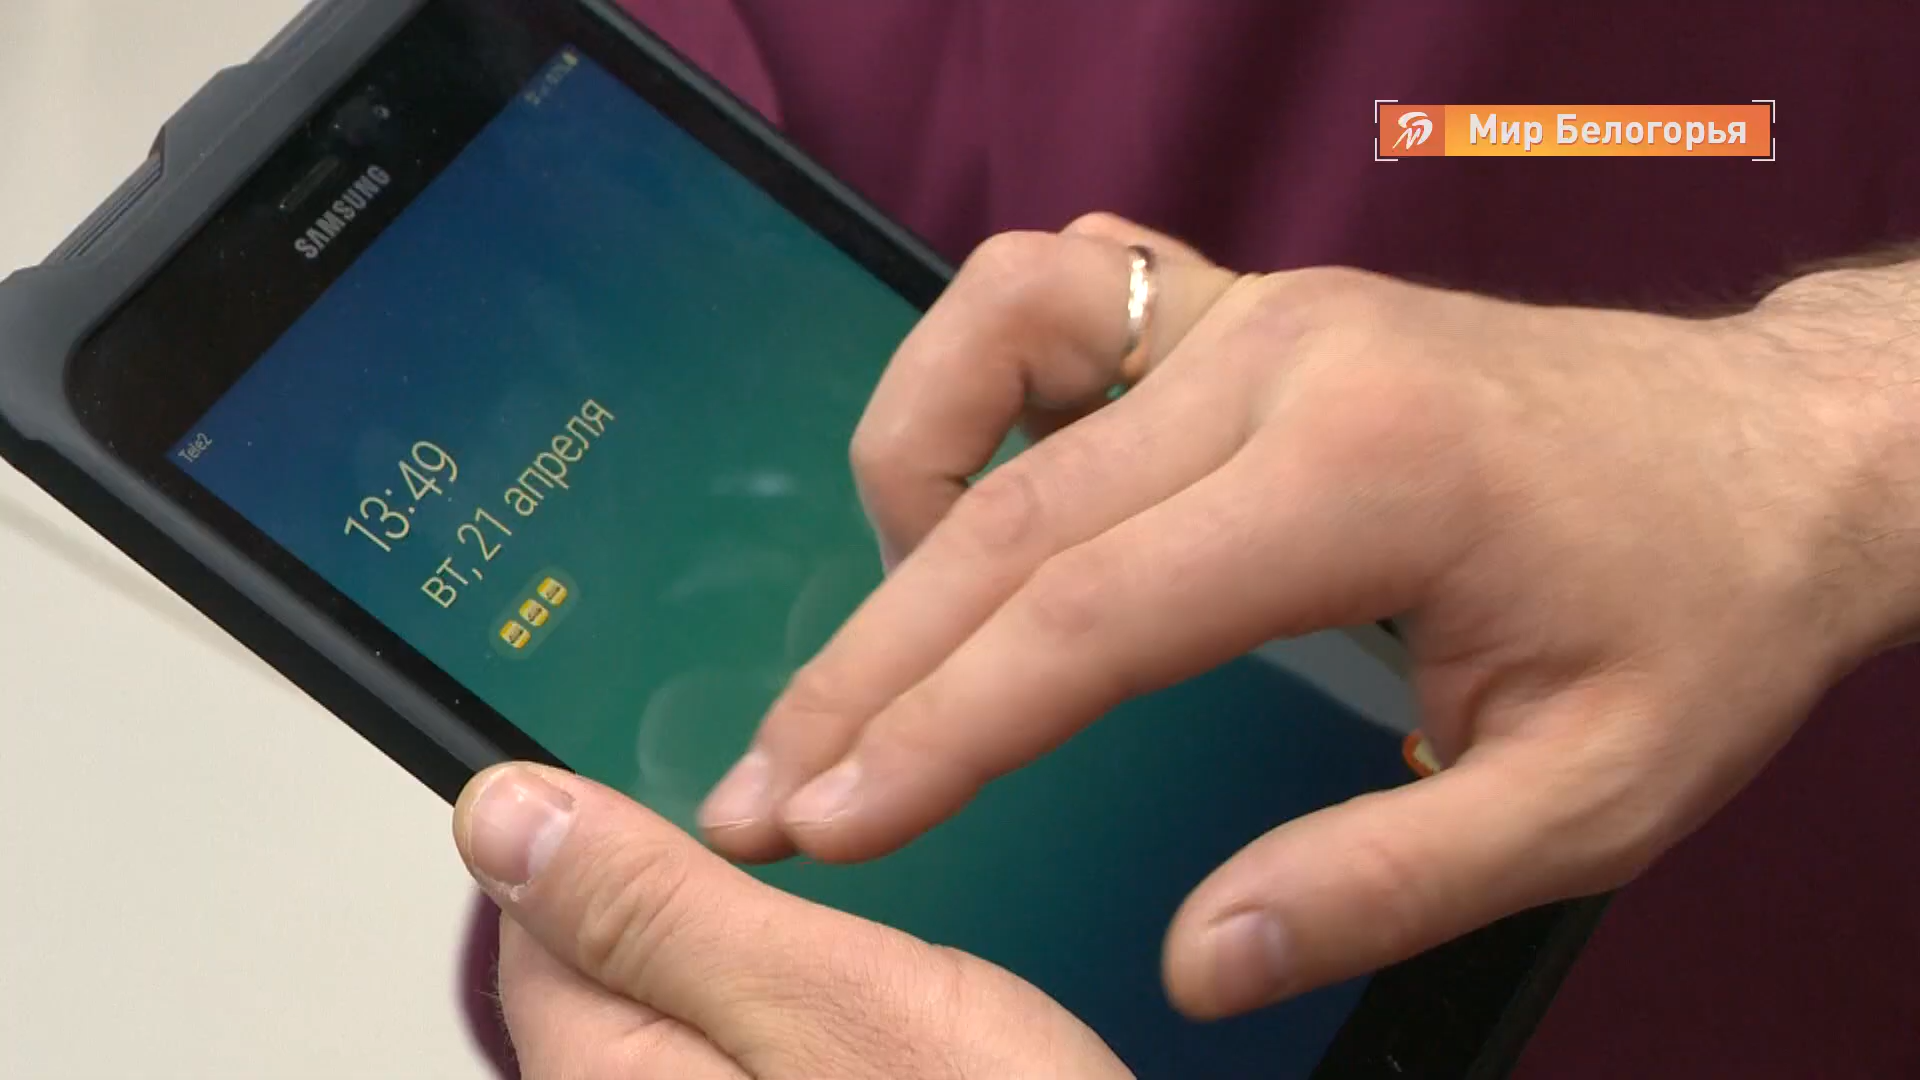 Мир Белогорья
SAMSUNG
Tele2
13:49
вт, 21 апреля